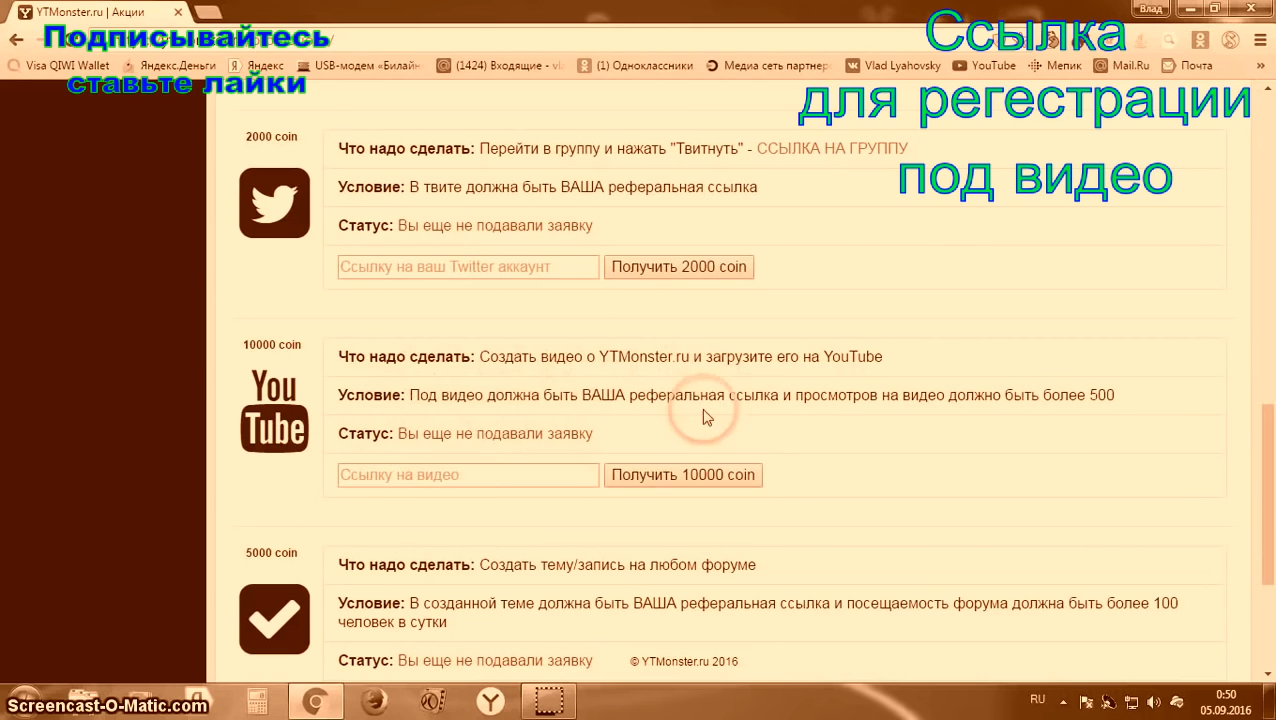 YTMonster.ru | Акции
Влад
Подписывайтесь
ставьте лайки
Ссылка
для регестрации
под видео
Visa QIWI Wallet
Яндекс.Деньги
Яндекс
USB-модем «Билайн
(1424) Входящие -
(1) Одноклассники
Медиа сеть партнер
Vlad Lyahovsky
YouTube
Мепик
Mail.Ru
Почта
»
2000 coin
Что надо сделать: Перейти в группу и нажать "Твитнуть" - ССЫЛКА НА ГРУППУ
Условие: В твите должна быть ВАША реферальная ссылка
Статус: Вы еще не подавали заявку
Ссылку на ваш Twitter аккаунт
Получить 2000 coin
10000 coin
You
Tube
Что надо сделать: Создать видео о YTMonster.ru и загрузите его на YouTube
Условие: Под видео должна быть ВАША реферальная ссылка и просмотров на видео должно быть более 500
Статус: Вы еще не подавали заявку
Ссылку на видео
Получить 10000 coin
5000 coin
Что надо сделать: Создать тему/запись на любом форуме
Условие: В созданной теме должна быть ВАША реферальная ссылка и посещаемость форума должна быть более 100
человек в сутки
Статус: Вы еще не подавали заявку
© YTMonster.ru 2016
Screencast-O-Matic.com
RU
0:50
05.09.2016